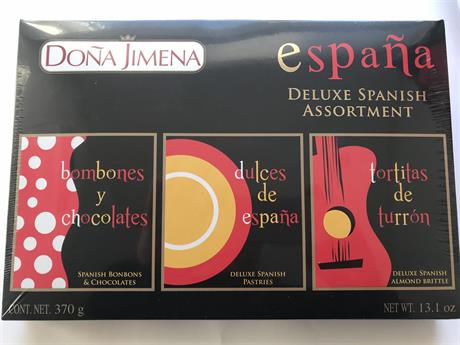 DOÑA JIMENA
españa
DELUXE SPANISH
ASSORTMENT
bombones
y
chocolates
SPANISH BONBONS
& CHOCOLATES
dulces
de
españa
DELUXE SPANISH
PASTRIES
tortitas
de
turrón
DELUXE SPANISH
ALMOND BRITTLE
CONT. NET. 370 g
NET WT. 13.1 oz